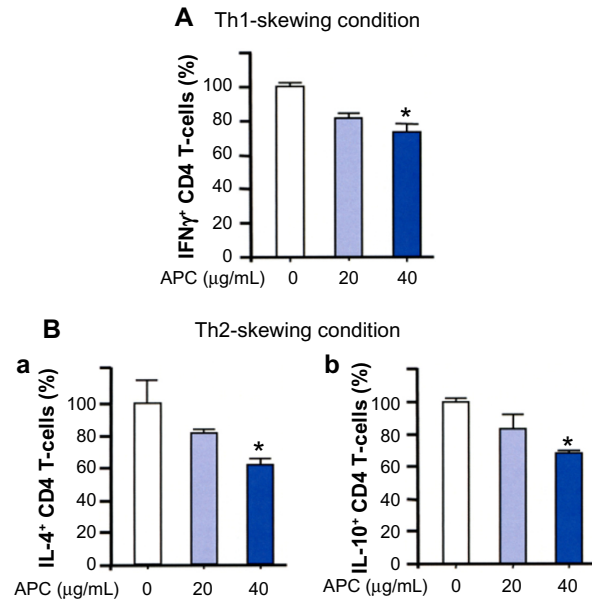 A Th1-skewing condition
IFNγ⁺ CD4 T-cells (%)
100
80
60
40
20
0
APC (μg/mL) 0 20 40
*
B Th2-skewing condition
a
IL-4⁺ CD4 T-cells (%)
100
80
60
40
20
0
APC (μg/mL) 0 20 40
*
b
IL-10⁺ CD4 T-cells (%)
100
80
60
40
20
0
APC (μg/mL) 0 20 40
*